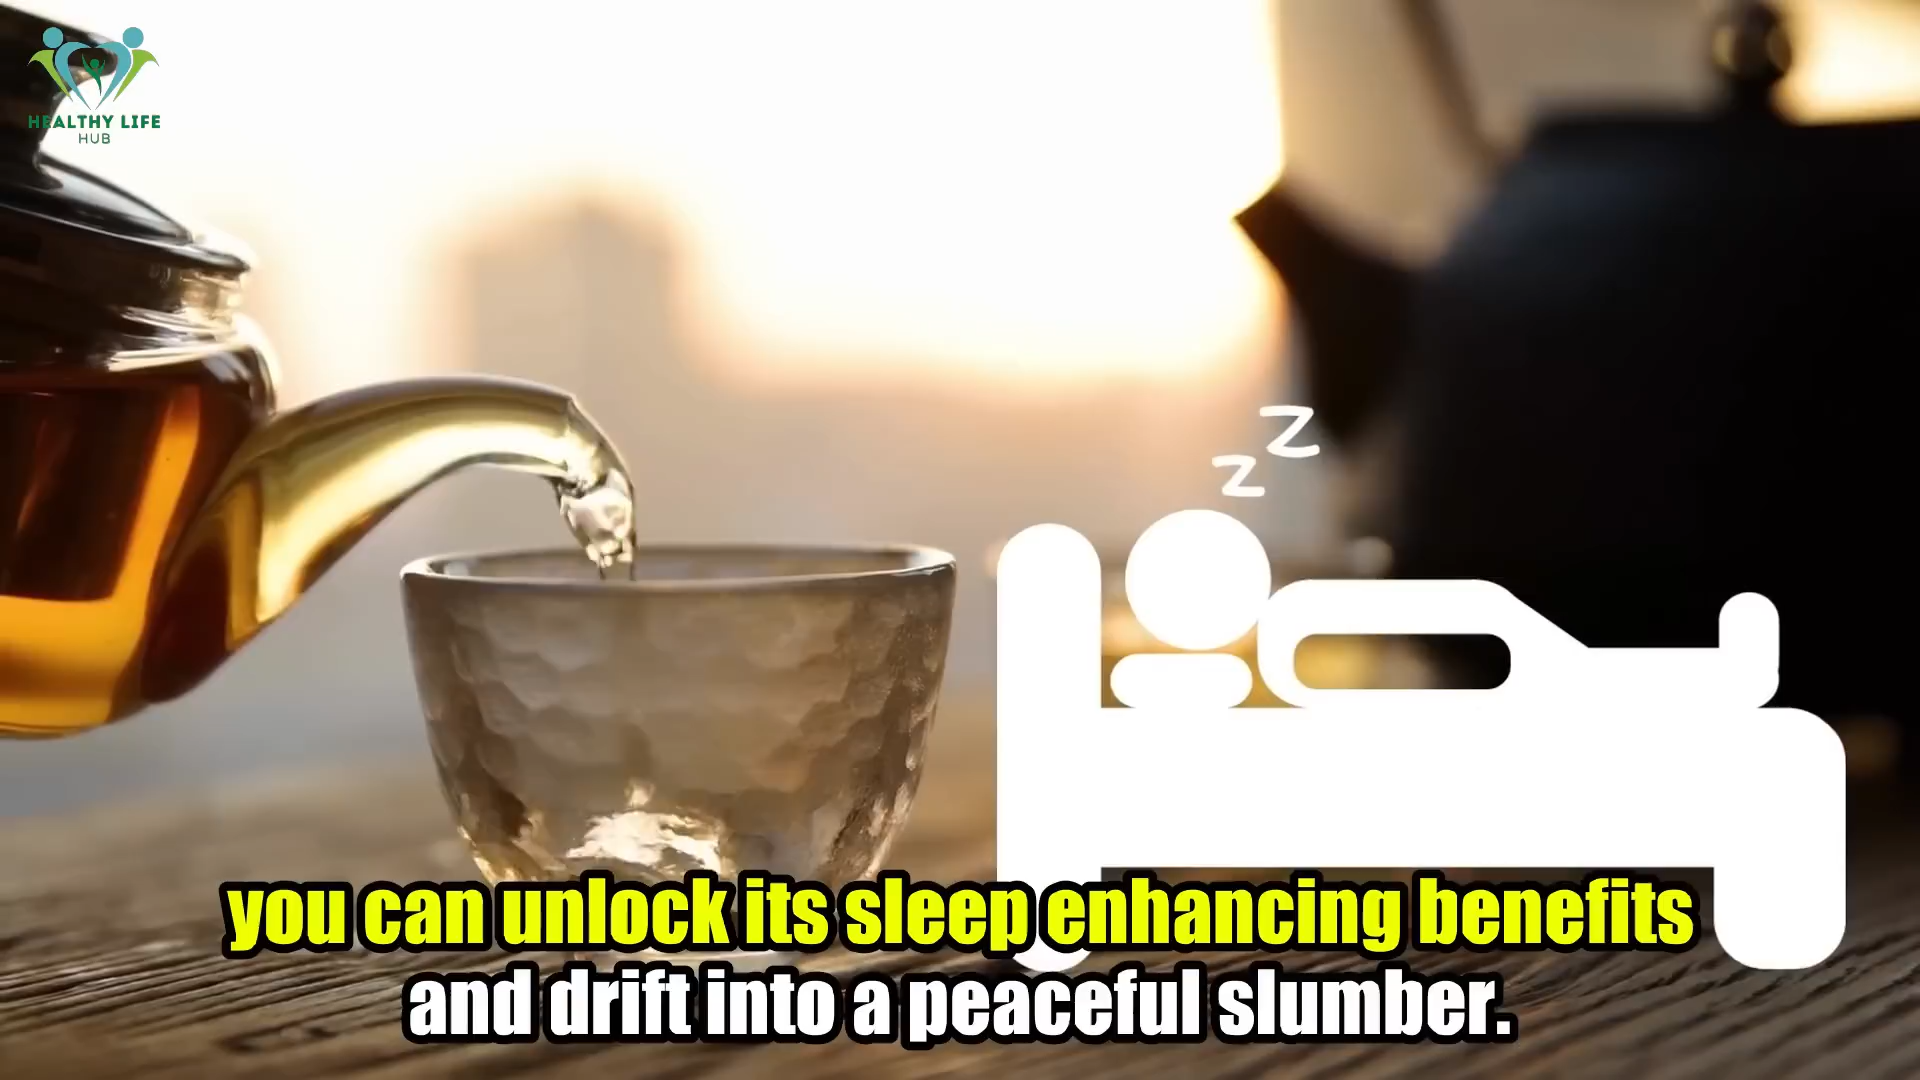 HEALTHY LIFE
HUB
z
z
you can unlock its sleep enhancing benefits
and drift into a peaceful slumber.